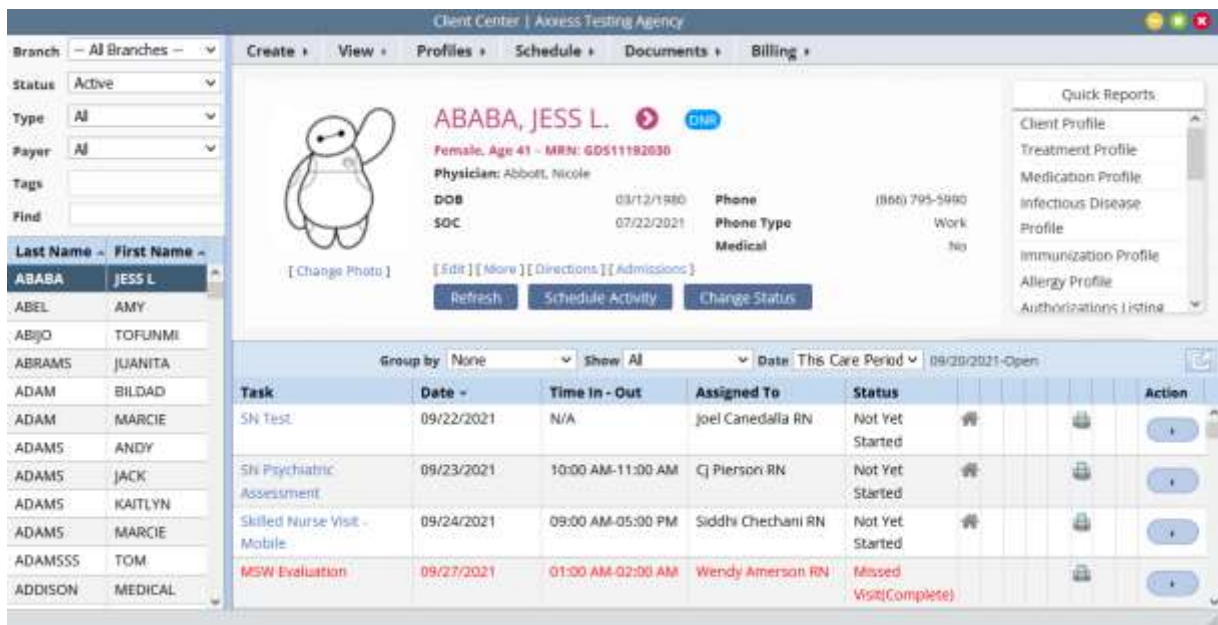 Client Center | Axxess Testing Agency
Branch -- All Branches --
Status Active
Type All
Payer All
Tags
Find
Last Name First Name
ABABA JESS L
ABEL AMY
ABIJO TOFUNMI
ABRAMS JUANITA
ADAM BILDAD
ADAM MARCIE
ADAMS ANDY
ADAMS JACK
ADAMS KAITLYN
ADAMS MARCIE
ADAMSSS TOM
ADDISON MEDICAL
Create View Profiles Schedule Documents Billing
[ Change Photo ]
ABABA, JESS L. DNR
Female, Age 41 - MRN: GDS11192030
Physician: Abbott, Nicole
DOB 03/12/1980 Phone (866) 795-5990
SOC 07/22/2021 Phone Type Work
Medical No
[ Edit ] [ More ] [ Directions ] [ Admissions ]
Refresh Schedule Activity Change Status
Quick Reports
Client Profile
Treatment Profile
Medication Profile
Infectious Disease
Profile
Immunization Profile
Allergy Profile
Authorizations Listing
Group by None Show All Date This Care Period 09/20/2021-Open
Task Date Time In - Out Assigned To Status Action
SN Test 09/22/2021 N/A Joel Canedalla RN Not Yet
Started
SN Psychiatric 09/23/2021 10:00 AM-11:00 AM Cj Pierson RN Not Yet
Assessment Started
Skilled Nurse Visit - 09/24/2021 09:00 AM-05:00 PM Siddhi Chechani RN Not Yet
Mobile Started
MSW Evaluation 09/27/2021 01:00 AM-02:00 AM Wendy Amerson RN Missed
Visit(Complete)